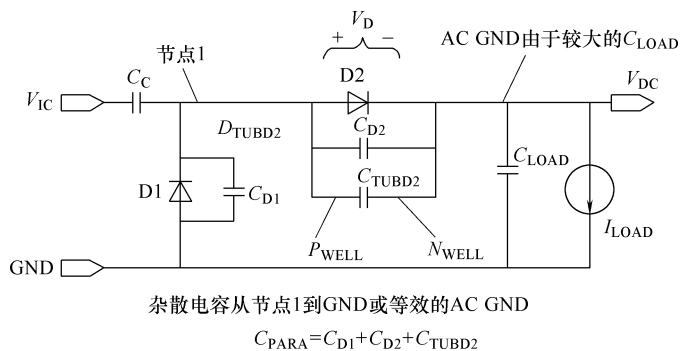 V_D
+ −
节点1
AC GND由于较大的C_LOAD
C_C
D2
V_DC
V_IC
D_TUBD2
C_D2
C_LOAD
C_TUBD2
D1
C_D1
I_LOAD
P_WELL
N_WELL
GND
杂散电容从节点1到GND或等效的AC GND
C_PARA=C_D1+C_D2+C_TUBD2